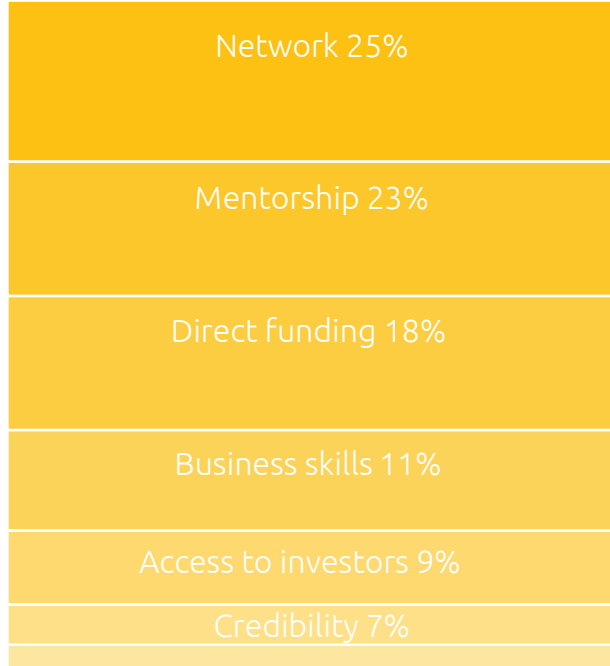 Network 25%
Mentorship 23%
Direct funding 18%
Business skills 11%
Access to investors 9%
Credibility 7%